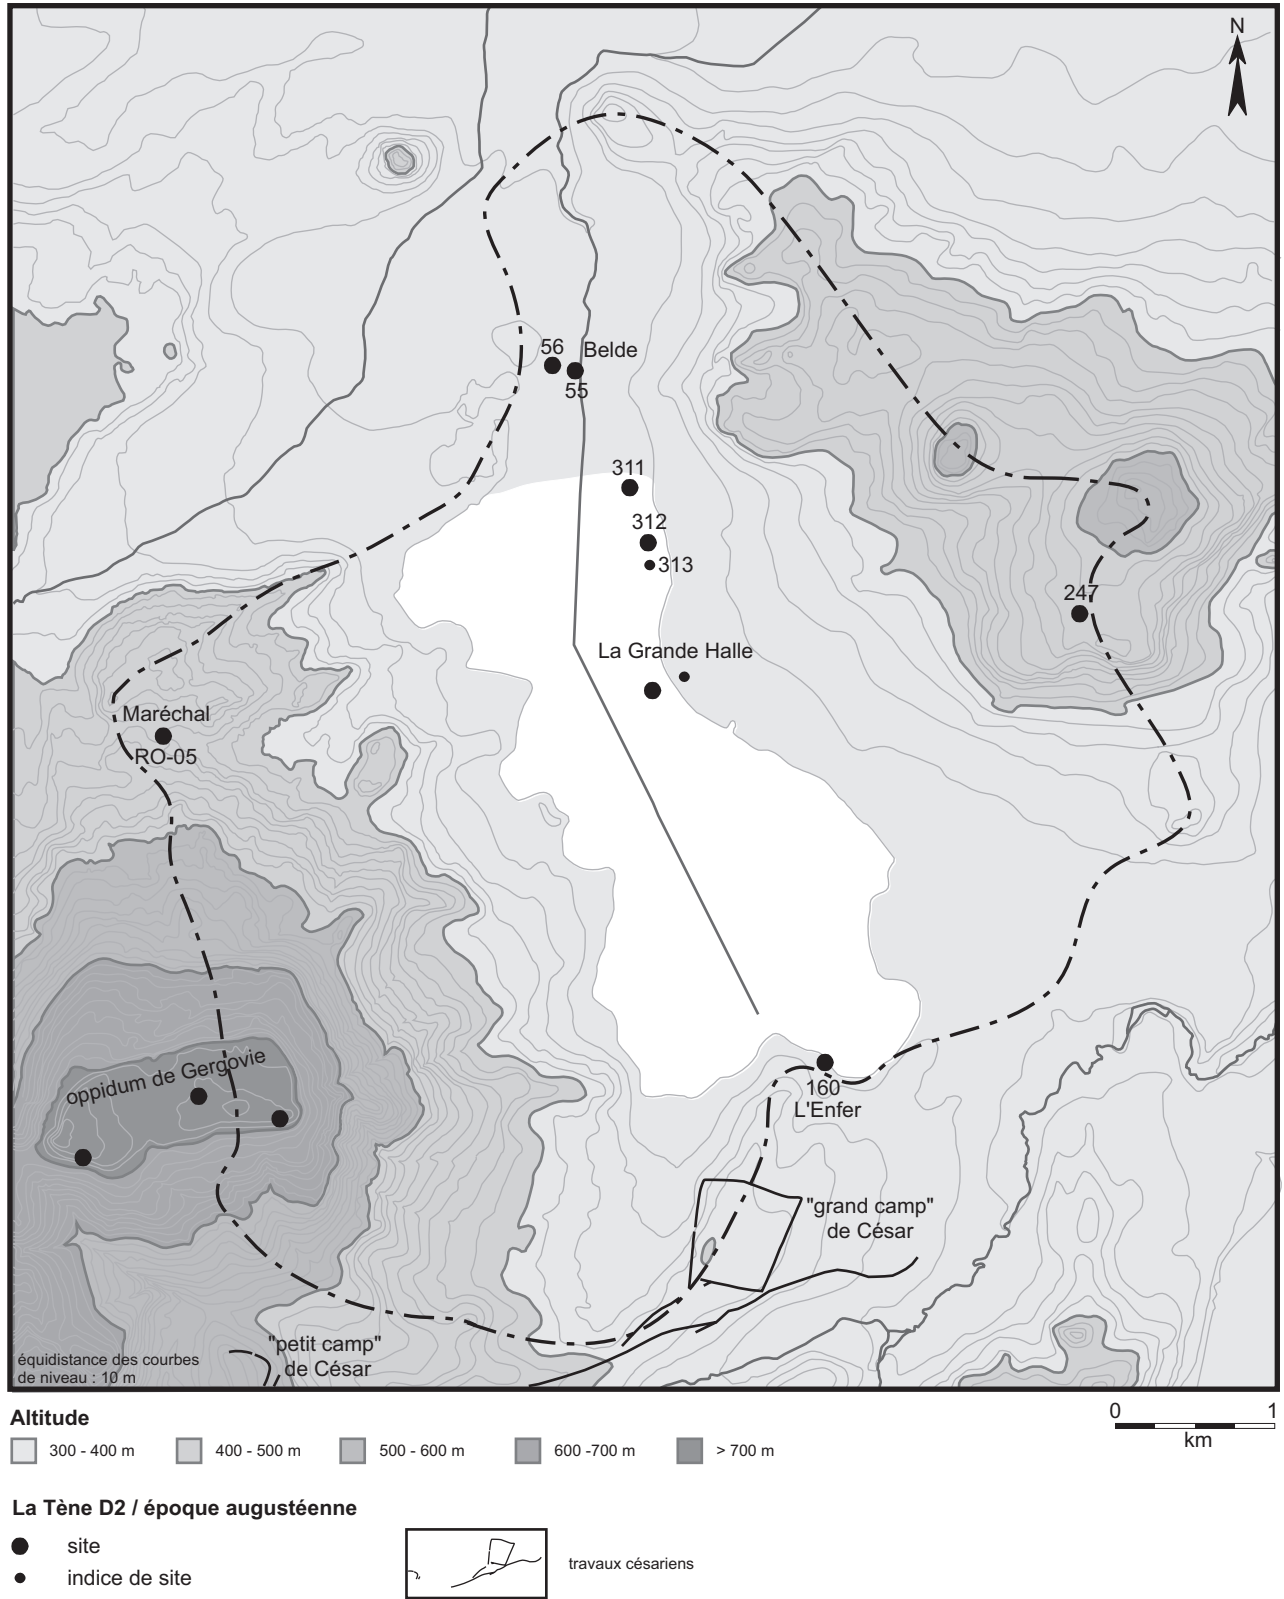 N
56
Belde
55
311
312
313
247
La Grande Halle
Maréchal
RO-05
oppidum de Gergovie
160
L'Enfer
"grand camp"
de César
"petit camp"
de César
équidistance des courbes
de niveau : 10 m
Altitude
300 - 400 m
400 - 500 m
500 - 600 m
600 -700 m
> 700 m
0 1
km
La Tène D2 / époque augustéenne
site
indice de site
travaux césariens